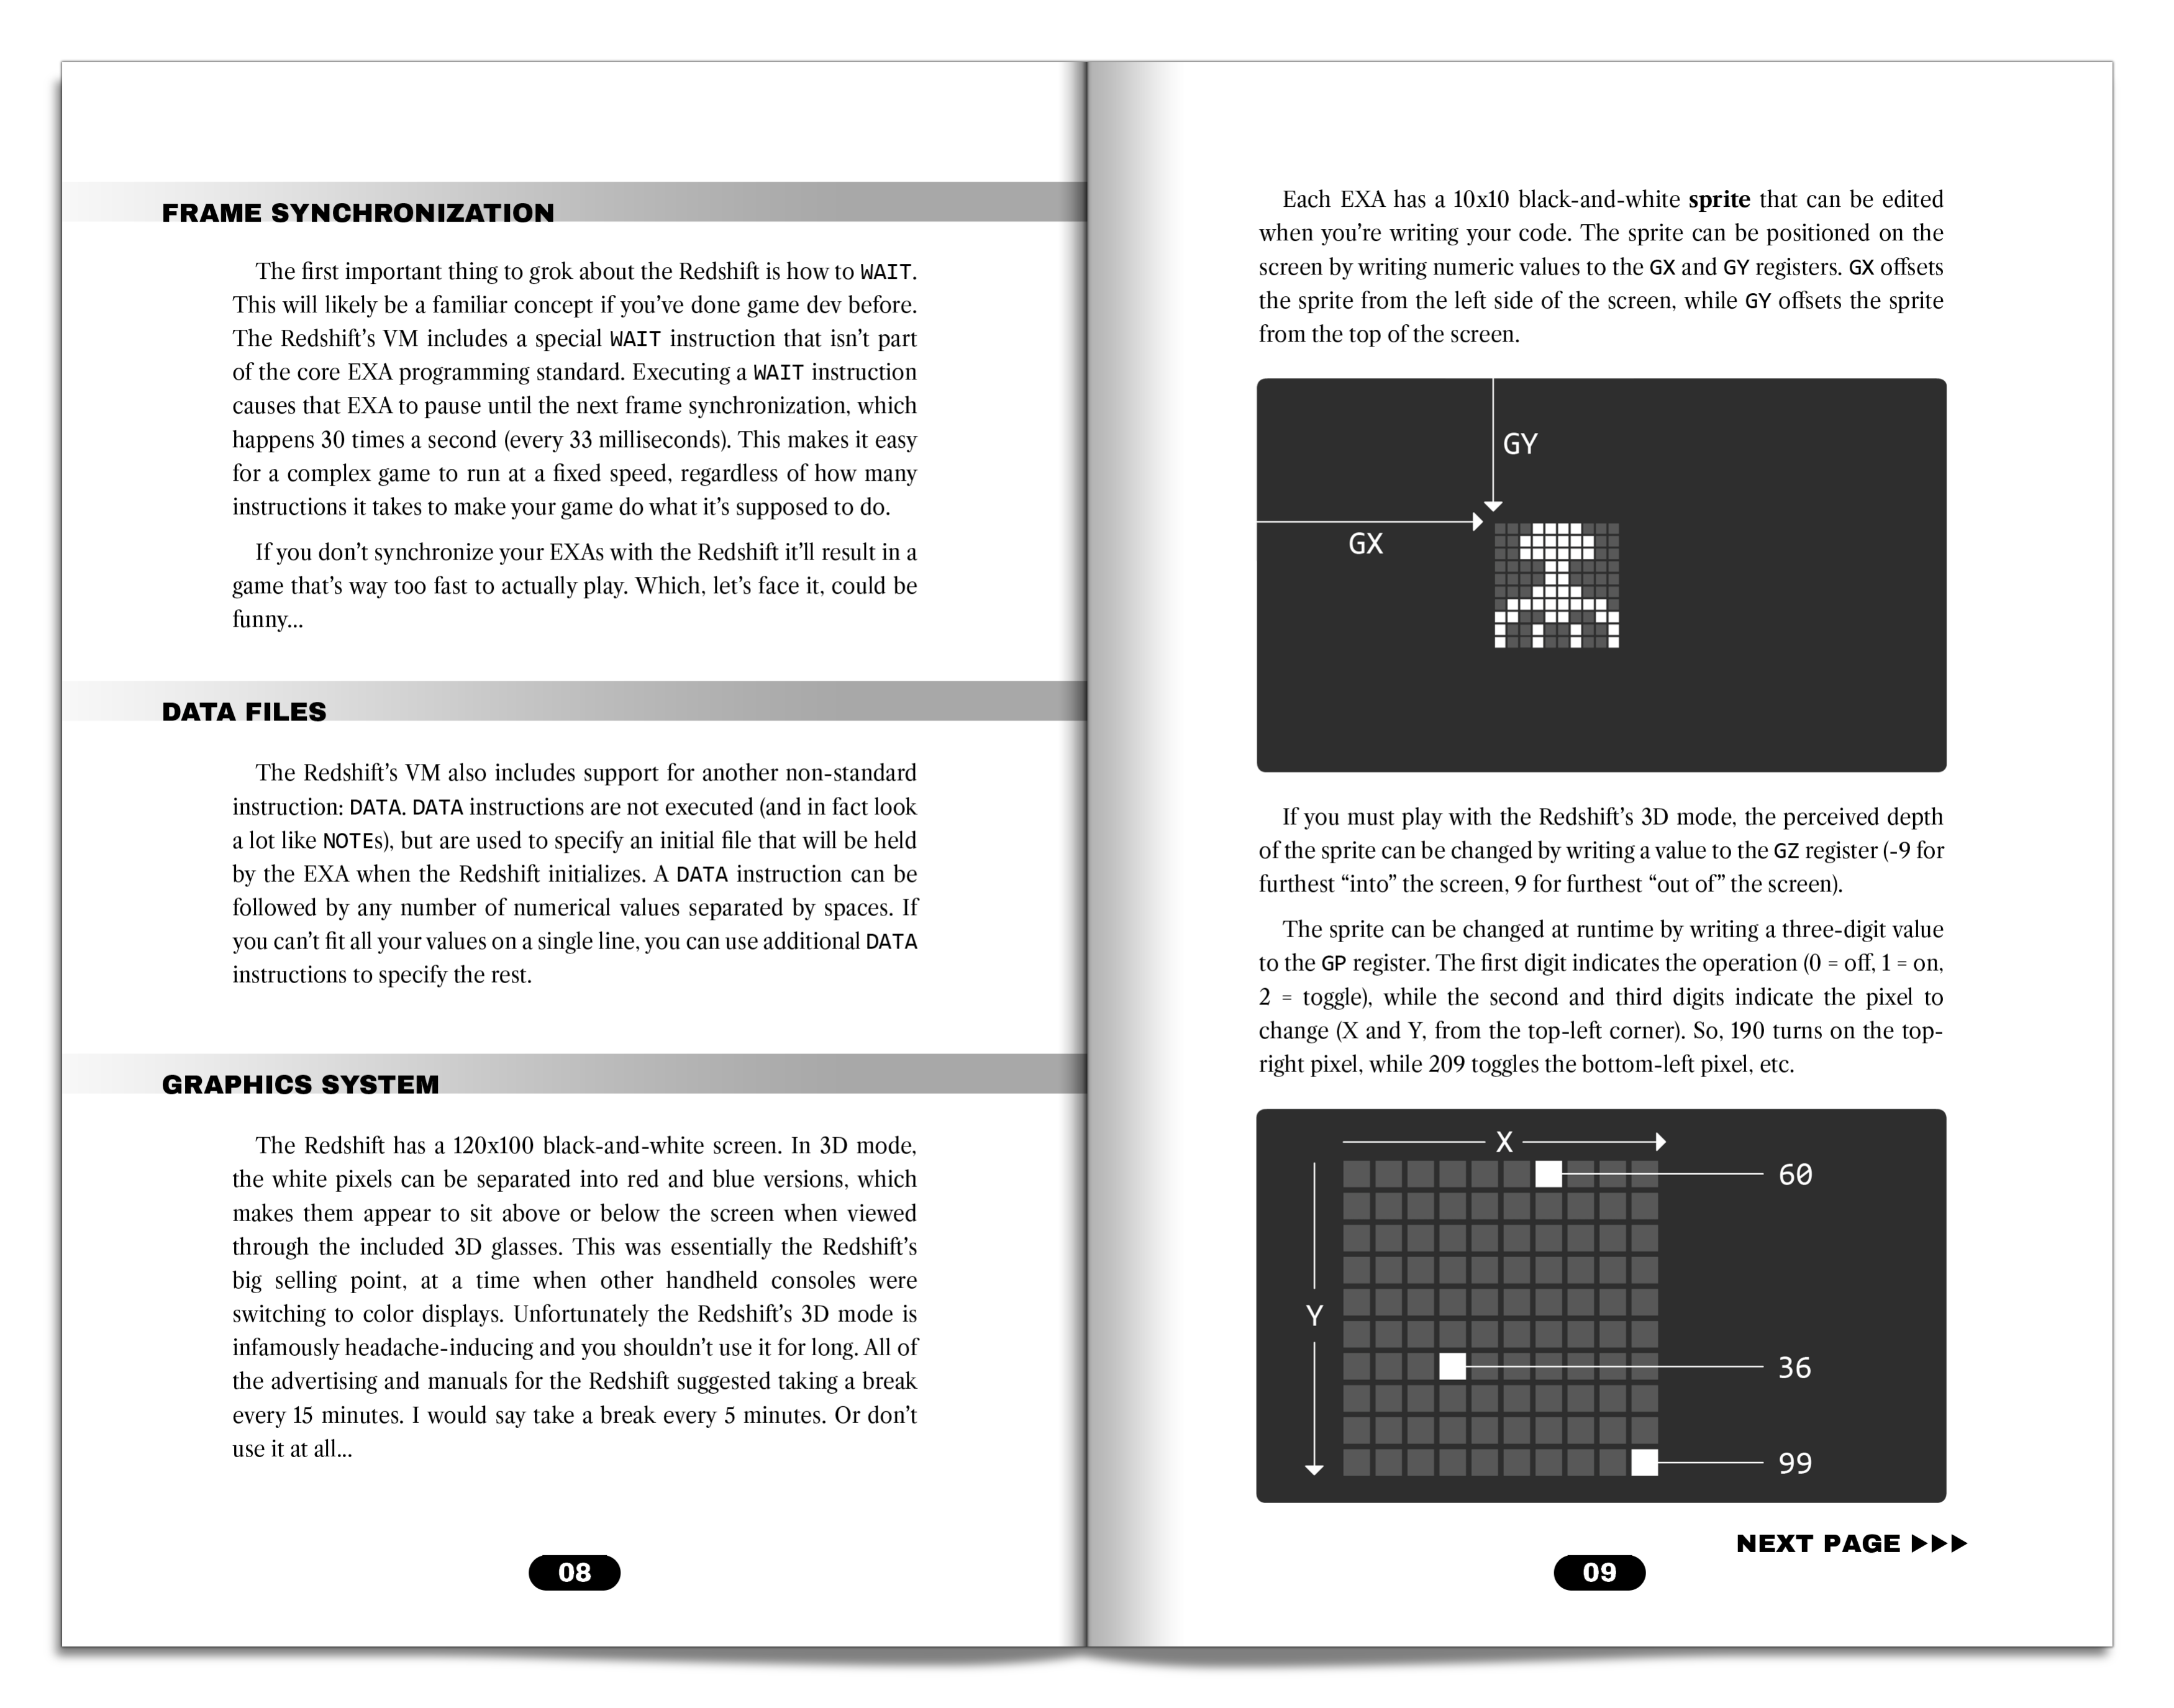 FRAME SYNCHRONIZATION
The first important thing to grok about the Redshift is how to WAIT.
This will likely be a familiar concept if you’ve done game dev before.
The Redshift’s VM includes a special WAIT instruction that isn’t part
of the core EXA programming standard. Executing a WAIT instruction
causes that EXA to pause until the next frame synchronization, which
happens 30 times a second (every 33 milliseconds). This makes it easy
for a complex game to run at a fixed speed, regardless of how many
instructions it takes to make your game do what it’s supposed to do.
If you don’t synchronize your EXAs with the Redshift it’ll result in a
game that’s way too fast to actually play. Which, let’s face it, could be
funny...
DATA FILES
The Redshift’s VM also includes support for another non-standard
instruction: DATA. DATA instructions are not executed (and in fact look
a lot like NOTEs), but are used to specify an initial file that will be held
by the EXA when the Redshift initializes. A DATA instruction can be
followed by any number of numerical values separated by spaces. If
you can’t fit all your values on a single line, you can use additional DATA
instructions to specify the rest.
GRAPHICS SYSTEM
The Redshift has a 120x100 black-and-white screen. In 3D mode,
the white pixels can be separated into red and blue versions, which
makes them appear to sit above or below the screen when viewed
through the included 3D glasses. This was essentially the Redshift’s
big selling point, at a time when other handheld consoles were
switching to color displays. Unfortunately the Redshift’s 3D mode is
infamously headache-inducing and you shouldn’t use it for long. All of
the advertising and manuals for the Redshift suggested taking a break
every 15 minutes. I would say take a break every 5 minutes. Or don’t
use it at all...
08
Each EXA has a 10x10 black-and-white sprite that can be edited
when you’re writing your code. The sprite can be positioned on the
screen by writing numeric values to the GX and GY registers. GX offsets
the sprite from the left side of the screen, while GY offsets the sprite
from the top of the screen.
GY
GX
If you must play with the Redshift’s 3D mode, the perceived depth
of the sprite can be changed by writing a value to the GZ register (-9 for
furthest “into” the screen, 9 for furthest “out of” the screen).
The sprite can be changed at runtime by writing a three-digit value
to the GP register. The first digit indicates the operation (0 = off, 1 = on,
2 = toggle), while the second and third digits indicate the pixel to
change (X and Y, from the top-left corner). So, 190 turns on the top-
right pixel, while 209 toggles the bottom-left pixel, etc.
X
60
Y
36
99
NEXT PAGE ▶▶▶
09